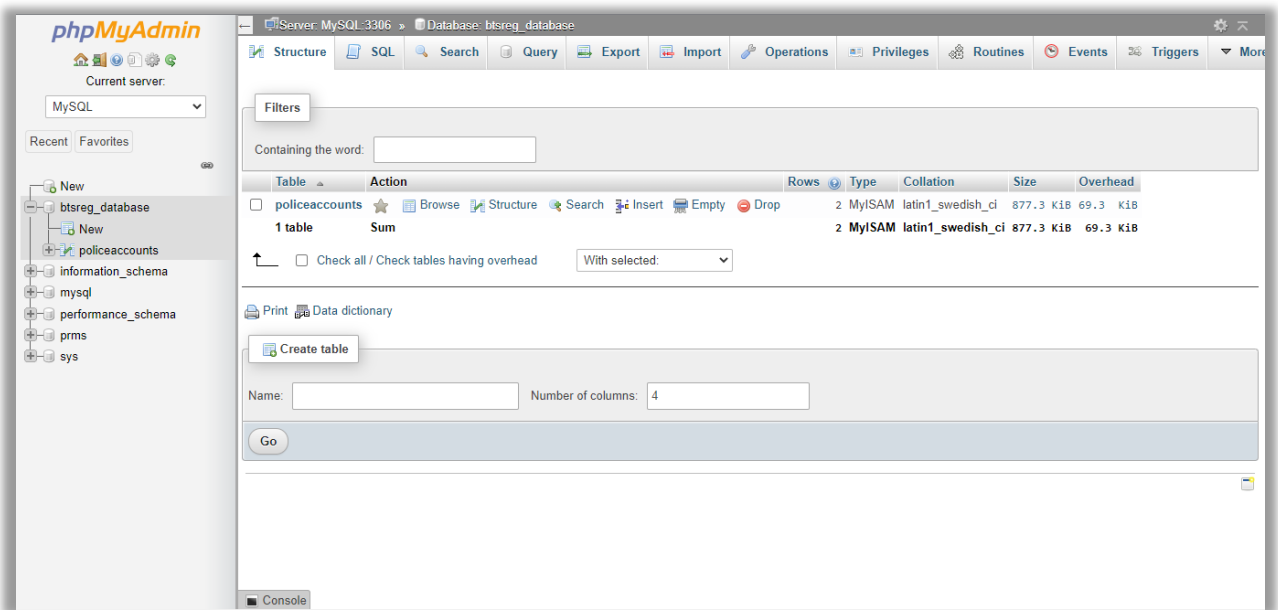 phpMyAdmin
Current server:
MySQL
Recent Favorites
New
btsreg_database
New
policeaccounts
information_schema
mysql
performance_schema
prms
sys
Server: MySQL:3306 » Database: btsreg_database
Structure SQL Search Query Export Import Operations Privileges Routines Events Triggers More
Filters
Containing the word:
Table Action Rows Type Collation Size Overhead
policeaccounts Browse Structure Search Insert Empty Drop 2 MyISAM latin1_swedish_ci 877.3 KiB 69.3 KiB
1 table Sum 2 MyISAM latin1_swedish_ci 877.3 KiB 69.3 KiB
Check all / Check tables having overhead With selected:
Print Data dictionary
Create table
Name: Number of columns: 4
Go
Console